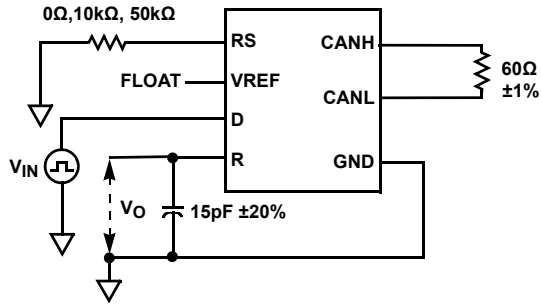 0Ω,10kΩ, 50kΩ
RS
CANH
FLOAT
VREF
60Ω
±1%
CANL
D
VIN
R
GND
VO
15pF ±20%